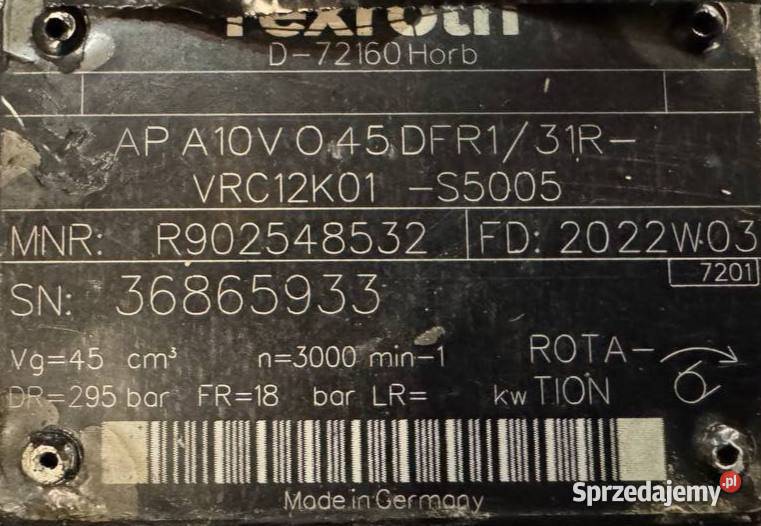 rexroth
D-72160 Horb
AP A10V O 45 DFR1/31R-
VRC12K01 -S5005
MNR: R902548532 FD: 2022W03
7201
SN: 36865933
Vg=45 cm³ n=3000 min-1 ROTA-
DR=295 bar FR=18 bar LR= kw TION
Made in Germany
Sprzedajemy.pl